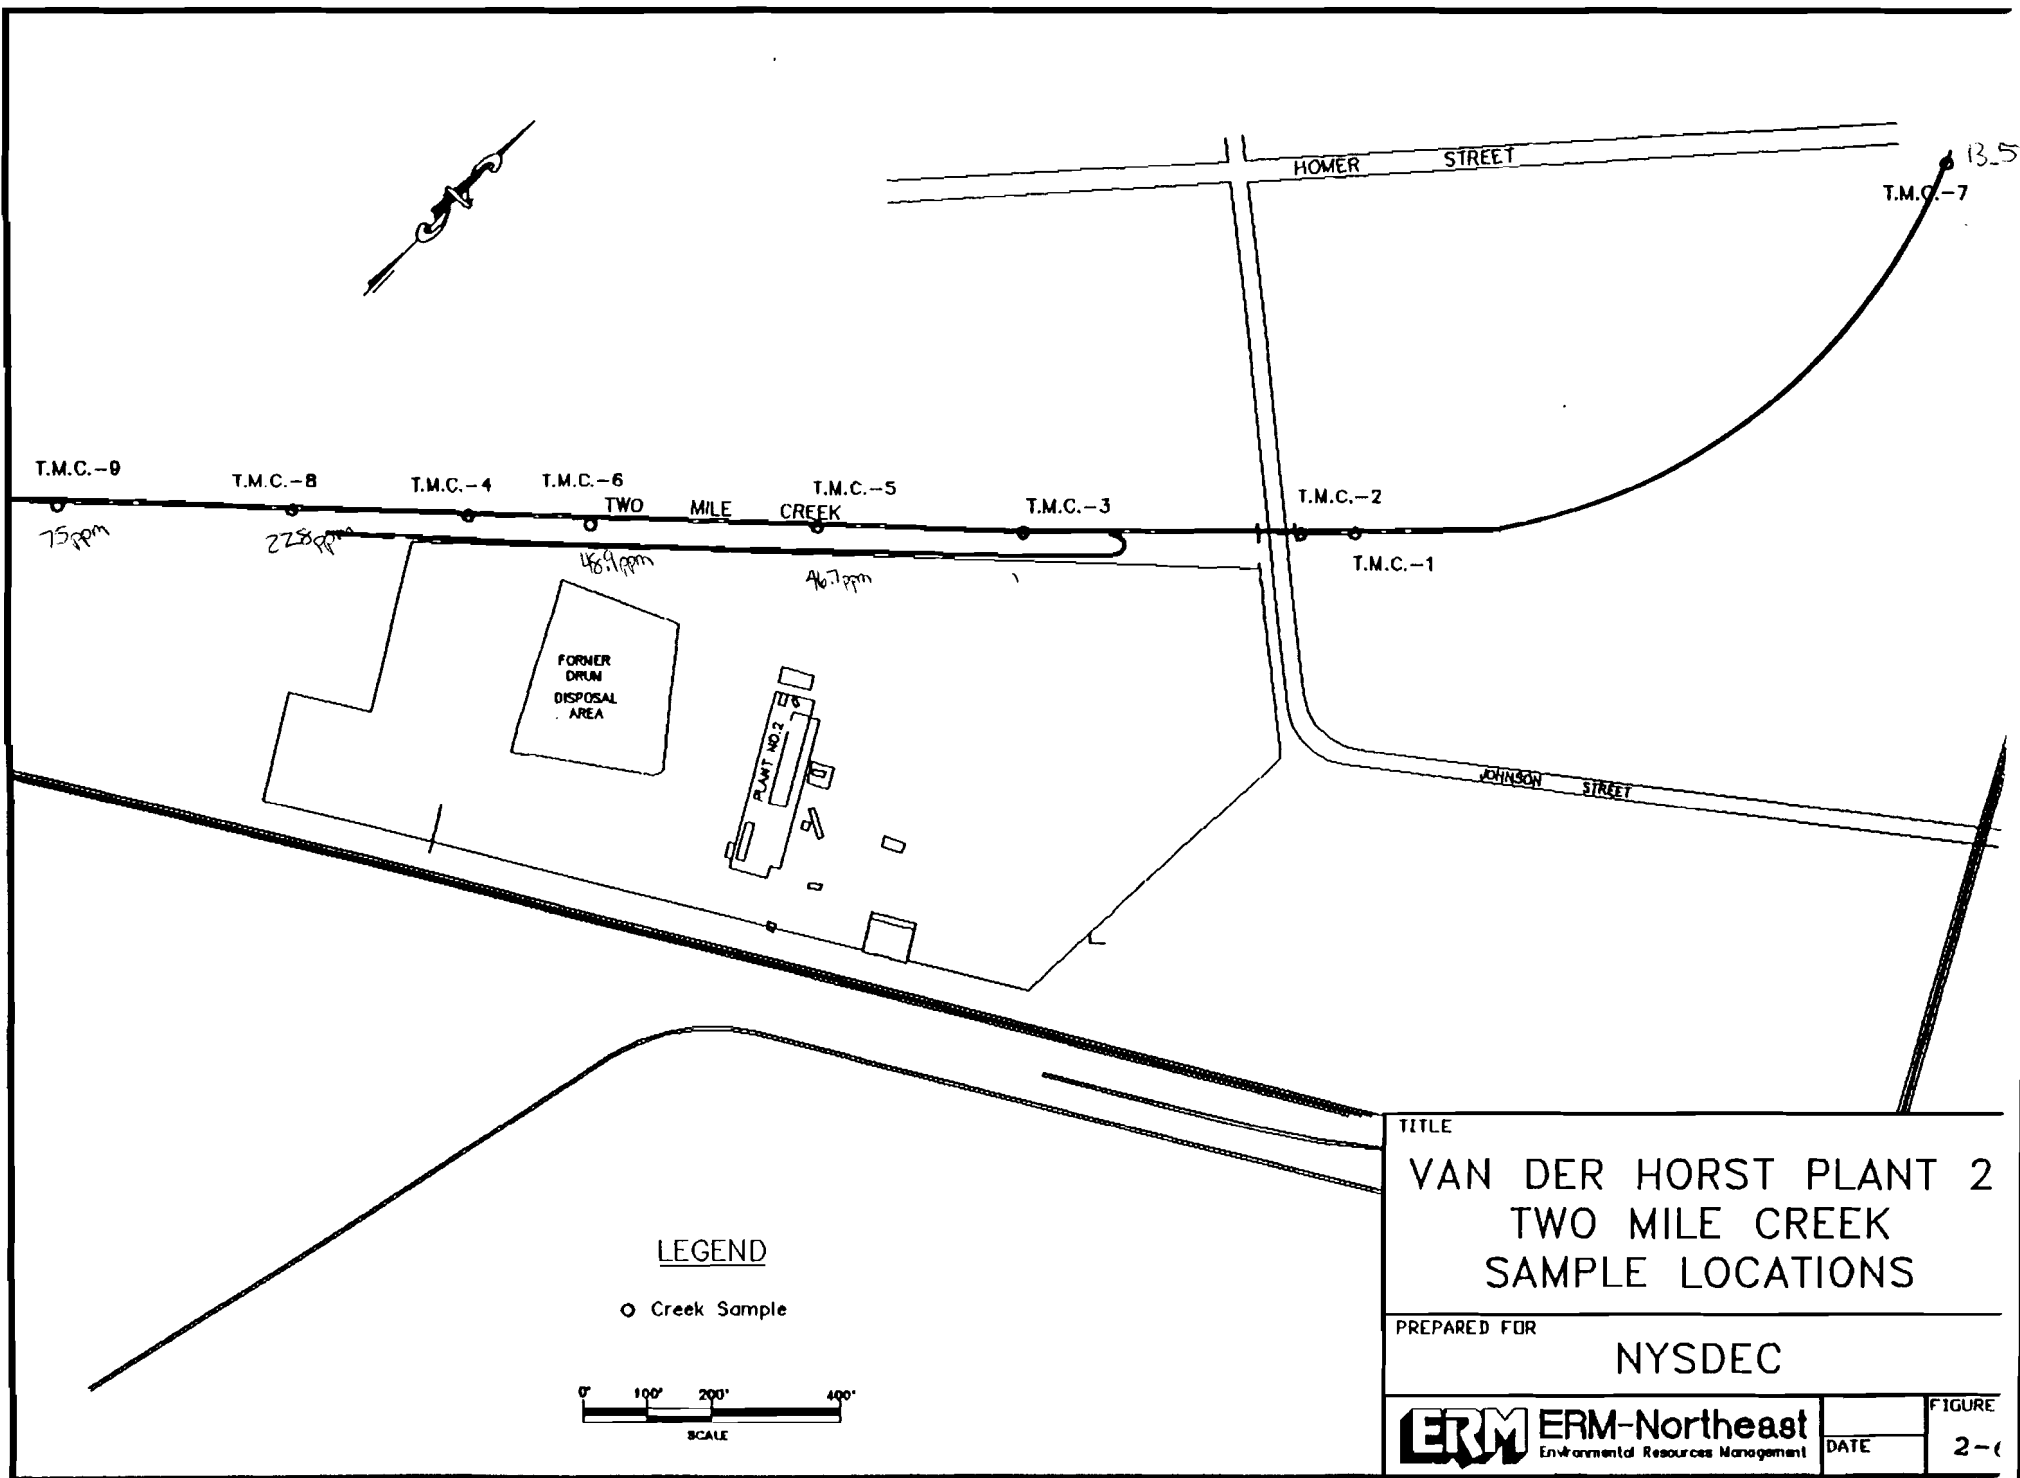 HOMER STREET
13.5
T.M.C.-7
T.M.C.-9
T.M.C.-8
T.M.C.-4
T.M.C.-6
T.M.C.-5
T.M.C.-3
T.M.C.-2
TWO MILE CREEK
75ppm
22.8ppm
48.9ppm
46.7ppm
T.M.C.-1
FORMER
DRUM
DISPOSAL
AREA
PLANT NO.2
JOHNSON STREET
LEGEND
Creek Sample
0' 100' 200' 400'
SCALE
TITLE
VAN DER HORST PLANT 2
TWO MILE CREEK
SAMPLE LOCATIONS
PREPARED FOR
NYSDEC
ERM
ERM-Northeast
Environmental Resources Management
DATE
FIGURE